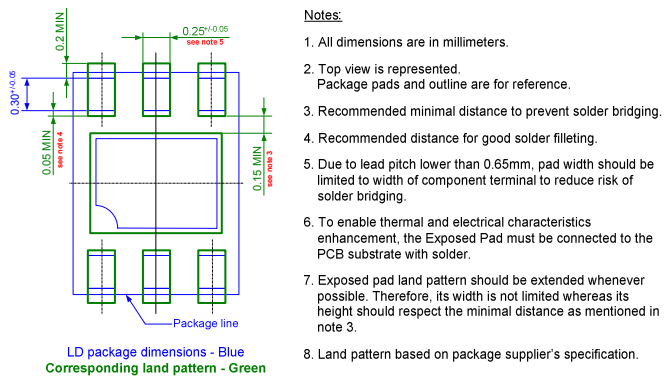 0.2 MIN
0.25+/-0.05
see note 5
0.30+/-0.05
0.05 MIN
see note 4
0.15 MIN
see note 3
Package line
LD package dimensions - Blue
Corresponding land pattern - Green
Notes:
1. All dimensions are in millimeters.
2. Top view is represented.
Package pads and outline are for reference.
3. Recommended minimal distance to prevent solder bridging.
4. Recommended distance for good solder filleting.
5. Due to lead pitch lower than 0.65mm, pad width should be
limited to width of component terminal to reduce risk of
solder bridging.
6. To enable thermal and electrical characteristics
enhancement, the Exposed Pad must be connected to the
PCB substrate with solder.
7. Exposed pad land pattern should be extended whenever
possible. Therefore, its width is not limited whereas its
height should respect the minimal distance as mentioned in
note 3.
8. Land pattern based on package supplier's specification.